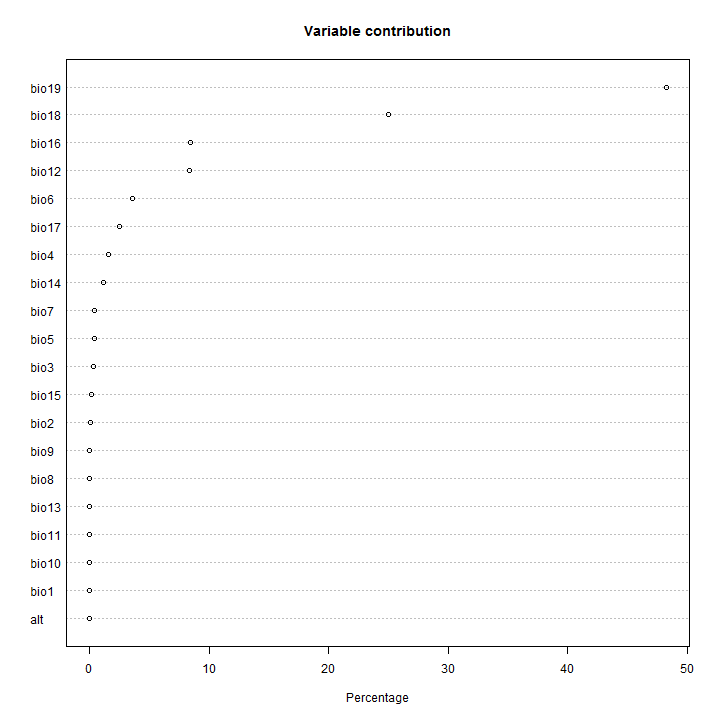 Variable contribution
bio19
bio18
bio16
bio12
bio6
bio17
bio4
bio14
bio7
bio5
bio3
bio15
bio2
bio9
bio8
bio13
bio11
bio10
bio1
alt
0 10 20 30 40 50
Percentage